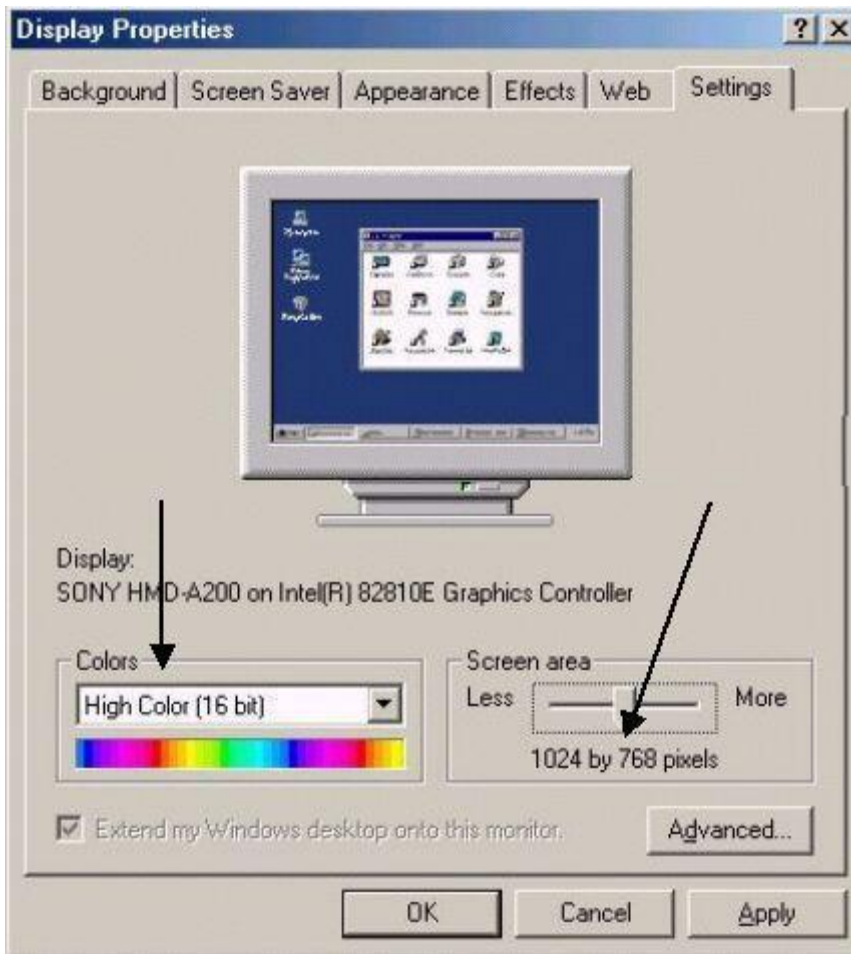 Display Properties
Background Screen Saver Appearance Effects Web Settings
Display:
SONY HMD-A200 on Intel(R) 82810E Graphics Controller
Colors
High Color (16 bit)
Screen area
Less More
1024 by 768 pixels
Extend my Windows desktop onto this monitor.
Advanced...
OK Cancel Apply